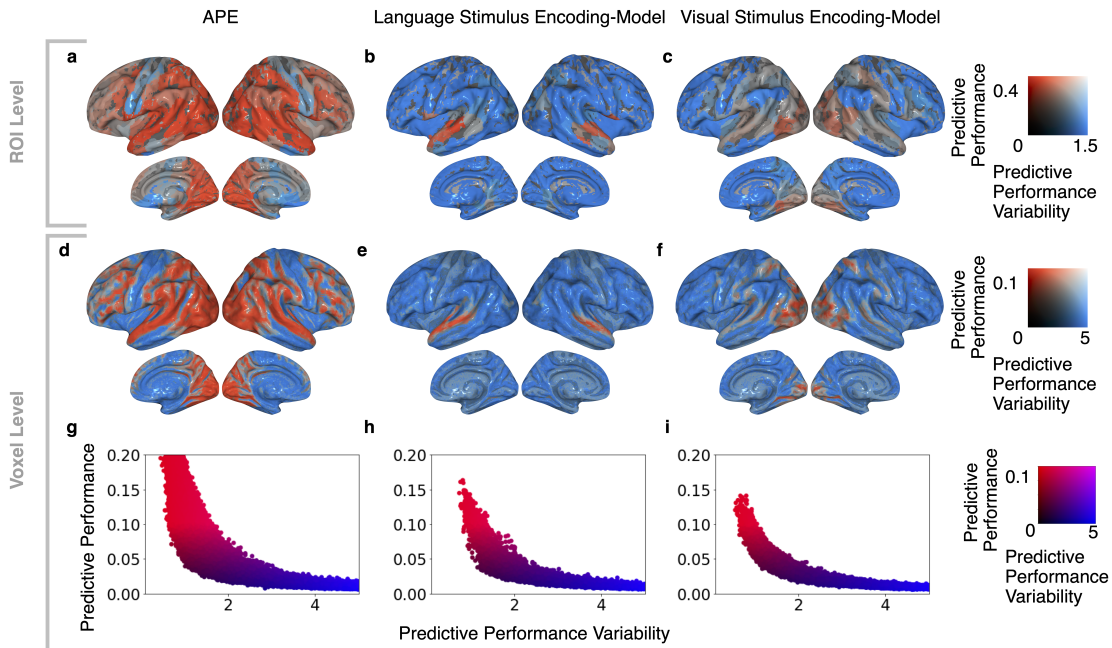 APE
Language Stimulus Encoding-Model
Visual Stimulus Encoding-Model
ROI Level
a
b
c
Predictive
Performance
0.4
0
1.5
Predictive
Performance
Variability
Voxel Level
d
e
f
Predictive
Performance
0.1
0
5
Predictive
Performance
Variability
g
h
i
Predictive Performance
0.20
0.15
0.10
0.05
0.00
2
4
0.20
0.15
0.10
0.05
0.00
2
4
0.20
0.15
0.10
0.05
0.00
2
4
Predictive Performance Variability
Predictive
Performance
0.1
0
5
Predictive
Performance
Variability